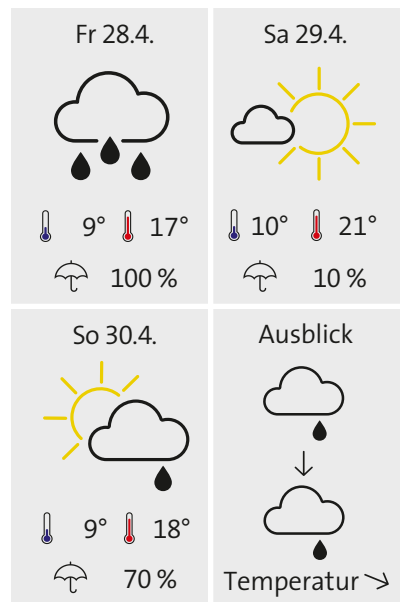 Fr 28.4.
9° 17°
100 %
Sa 29.4.
10° 21°
10 %
So 30.4.
9° 18°
70 %
Ausblick
Temperatur